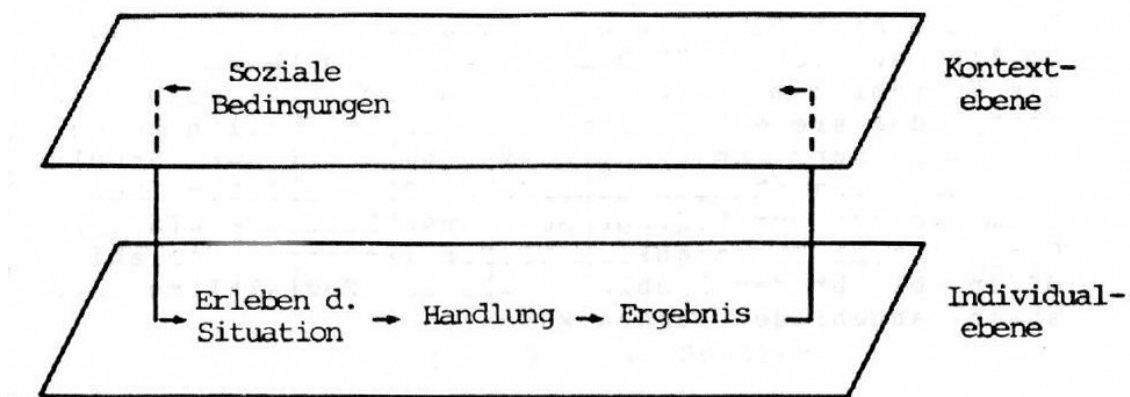 Soziale
Bedingungen
Kontext-
ebene
Erleben d.
Situation
Handlung
Ergebnis
Individual-
ebene